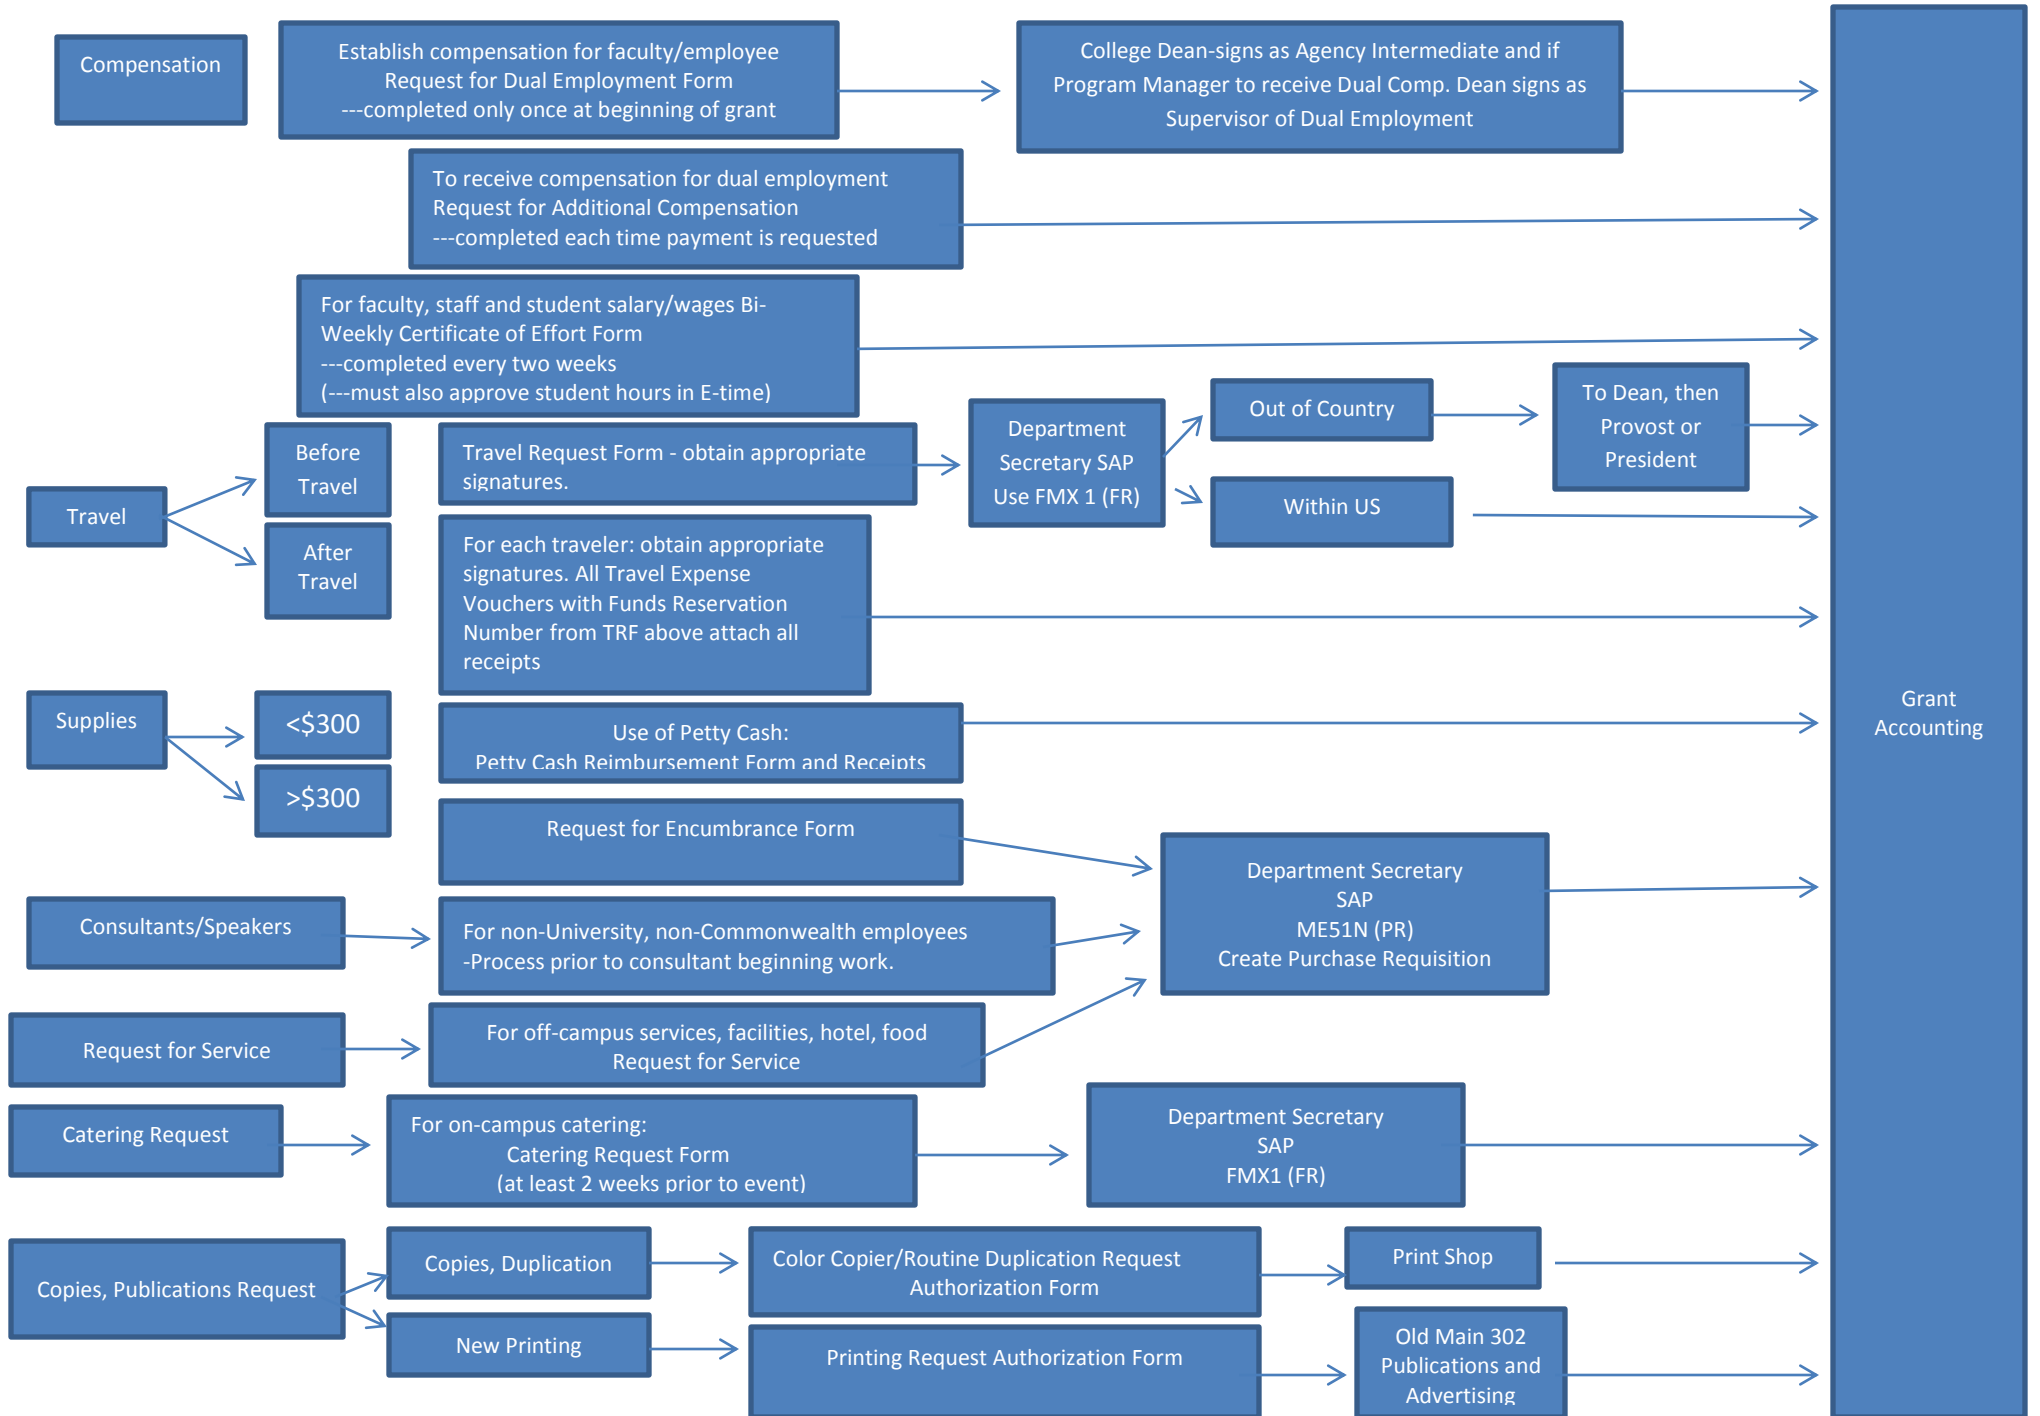 Compensation
Establish compensation for faculty/employee
Request for Dual Employment Form
---completed only once at beginning of grant
College Dean-signs as Agency Intermediate and if
Program Manager to receive Dual Comp. Dean signs as
Supervisor of Dual Employment
To receive compensation for dual employment
Request for Additional Compensation
---completed each time payment is requested
For faculty, staff and student salary/wages Bi-
Weekly Certificate of Effort Form
---completed every two weeks
(---must also approve student hours in E-time)
Travel
Before
Travel
Travel Request Form - obtain appropriate
signatures.
Department
Secretary SAP
Use FMX 1 (FR)
Out of Country
To Dean, then
Provost or
President
Within US
After
Travel
For each traveler: obtain appropriate
signatures. All Travel Expense
Vouchers with Funds Reservation
Number from TRF above attach all
receipts
Supplies
<$300
Use of Petty Cash:
Petty Cash Reimbursement Form and Receipts
>$300
Request for Encumbrance Form
Department Secretary
SAP
ME51N (PR)
Create Purchase Requisition
Consultants/Speakers
For non-University, non-Commonwealth employees
-Process prior to consultant beginning work.
Request for Service
For off-campus services, facilities, hotel, food
Request for Service
Catering Request
For on-campus catering:
Catering Request Form
(at least 2 weeks prior to event)
Department Secretary
SAP
FMX1 (FR)
Copies, Publications Request
Copies, Duplication
Color Copier/Routine Duplication Request
Authorization Form
Print Shop
New Printing
Printing Request Authorization Form
Old Main 302
Publications and
Advertising
Grant
Accounting